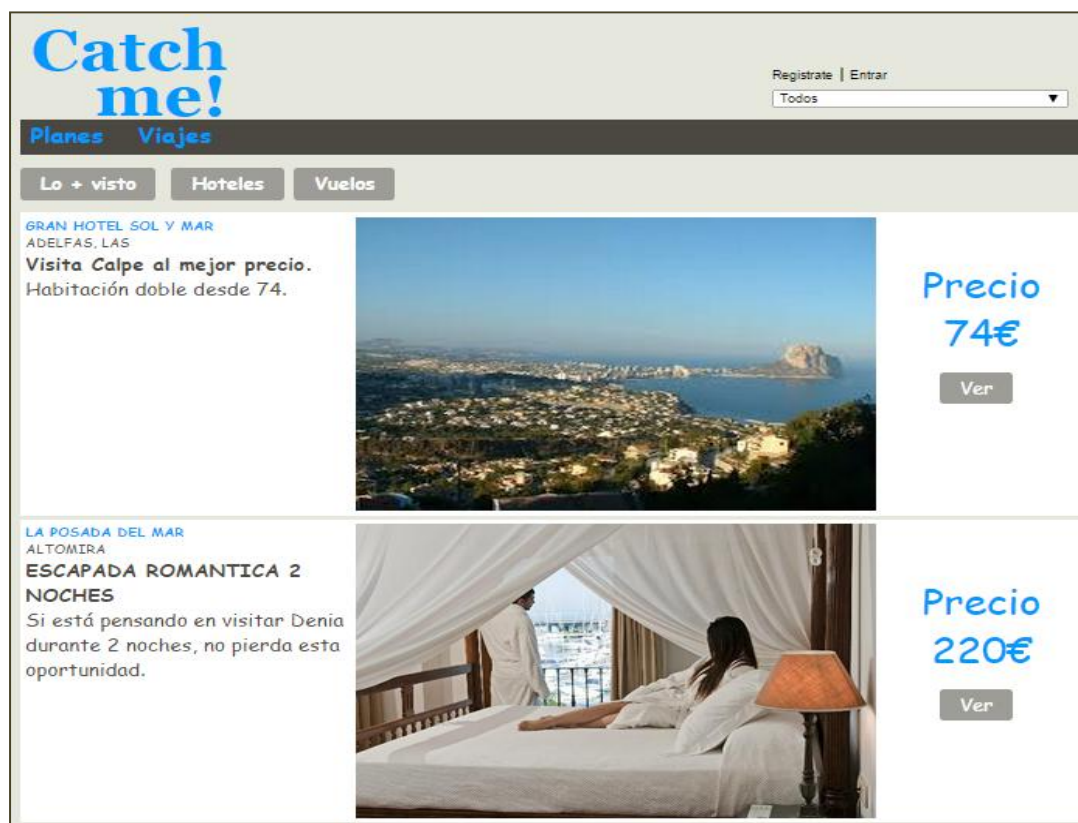 Catch
me!
Registrate | Entrar
Todos
Planes Viajes
Lo + visto Hoteles Vuelos
GRAN HOTEL SOL Y MAR
ADELFAS, LAS
Visita Calpe al mejor precio.
Habitación doble desde 74.
Precio
74€
Ver
LA POSADA DEL MAR
ALTOMIRA
ESCAPADA ROMANTICA 2
NOCHES
Si está pensando en visitar Denia
durante 2 noches, no pierda esta
oportunidad.
Precio
220€
Ver